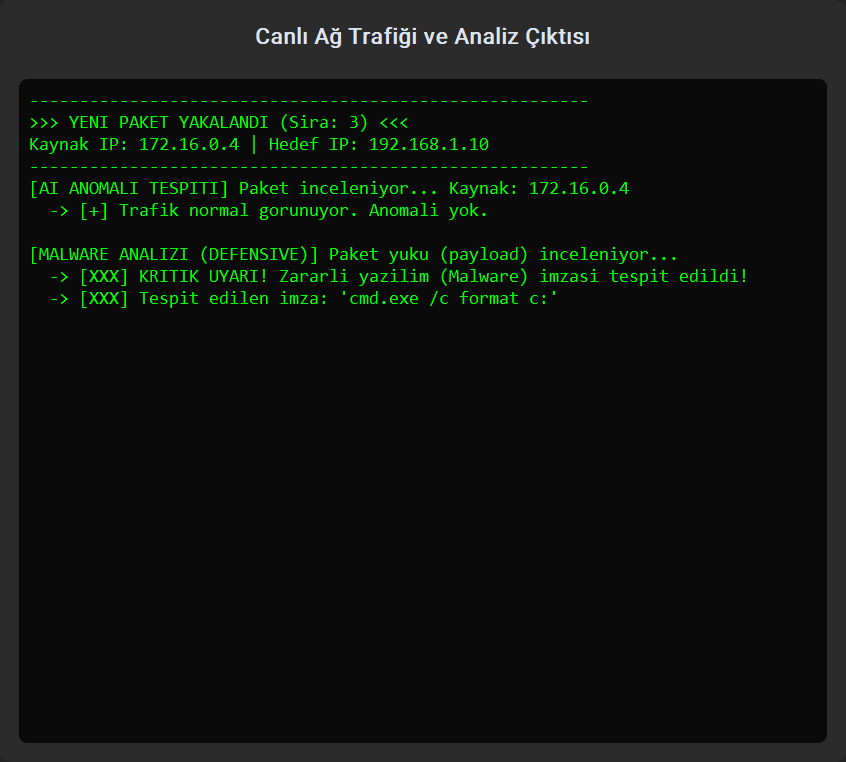 Canlı Ağ Trafiği ve Analiz Çıktısı
--------------------------------------------------------
>>> YENI PAKET YAKALANDI (Sira: 3) <<<
Kaynak IP: 172.16.0.4 | Hedef IP: 192.168.1.10
--------------------------------------------------------
[AI ANOMALI TESPITI] Paket inceleniyor... Kaynak: 172.16.0.4
  -> [+] Trafik normal gorunuyor. Anomali yok.
[MALWARE ANALIZI (DEFENSIVE)] Paket yuku (payload) inceleniyor...
  -> [XXX] KRITIK UYARI! Zararli yazilim (Malware) imzasi tespit edildi!
  -> [XXX] Tespit edilen imza: 'cmd.exe /c format c:'